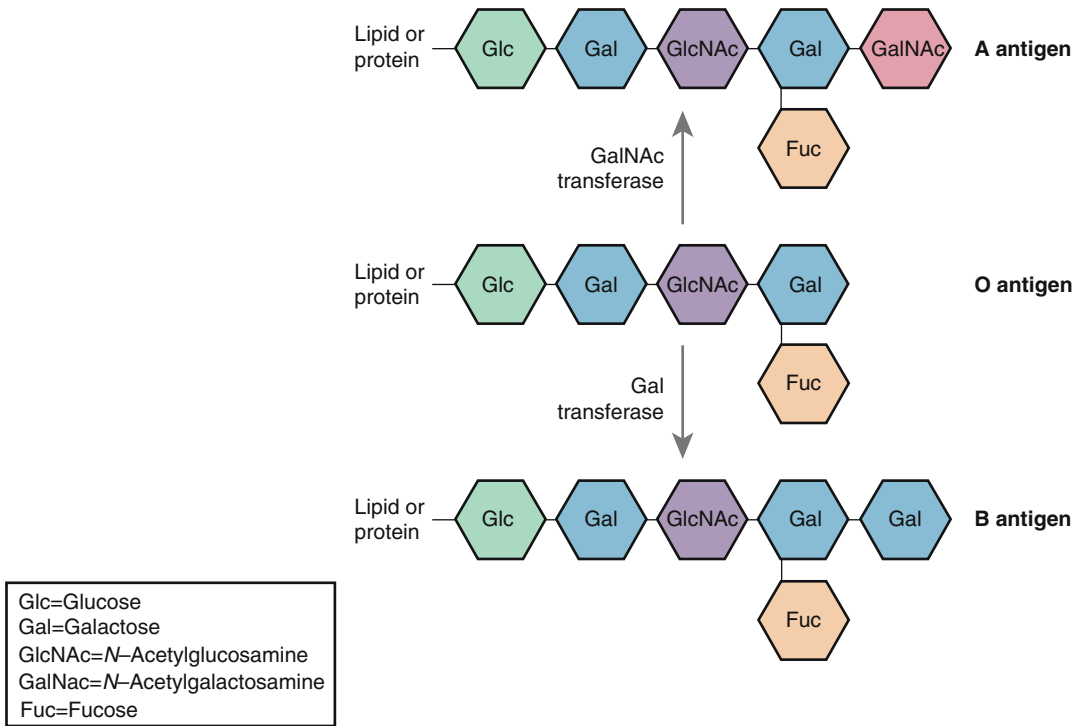 Lipid or
protein
Glc
Gal
GlcNAc
Gal
GalNAc
A antigen
Fuc
GalNAc
transferase
Lipid or
protein
Glc
Gal
GlcNAc
Gal
O antigen
Fuc
Gal
transferase
Lipid or
protein
Glc
Gal
GlcNAc
Gal
Gal
B antigen
Fuc
Glc=Glucose
Gal=Galactose
GlcNAc=N–Acetylglucosamine
GalNac=N–Acetylgalactosamine
Fuc=Fucose